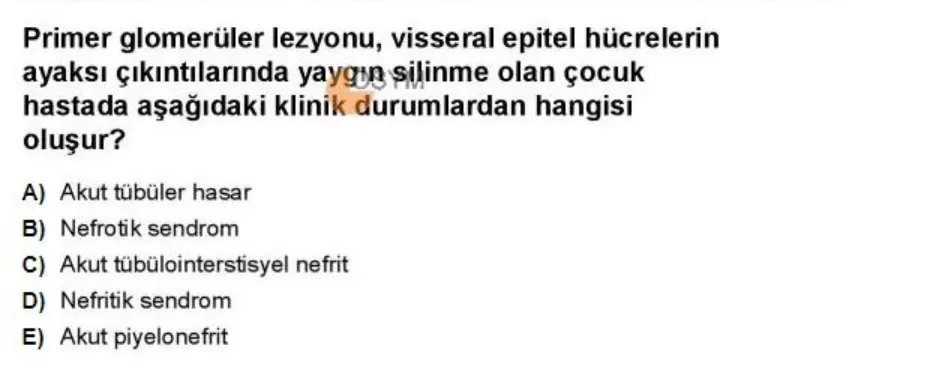 Primer glomerüler lezyonu, visseral epitel hücrelerin
ayaksı çıkıntılarında yaygın silinme olan çocuk
hastada aşağıdaki klinik durumlardan hangisi
oluşur?
ÖSYM
A) Akut tübüler hasar
B) Nefrotik sendrom
C) Akut tübülointerstisyel nefrit
D) Nefritik sendrom
E) Akut piyelonefrit